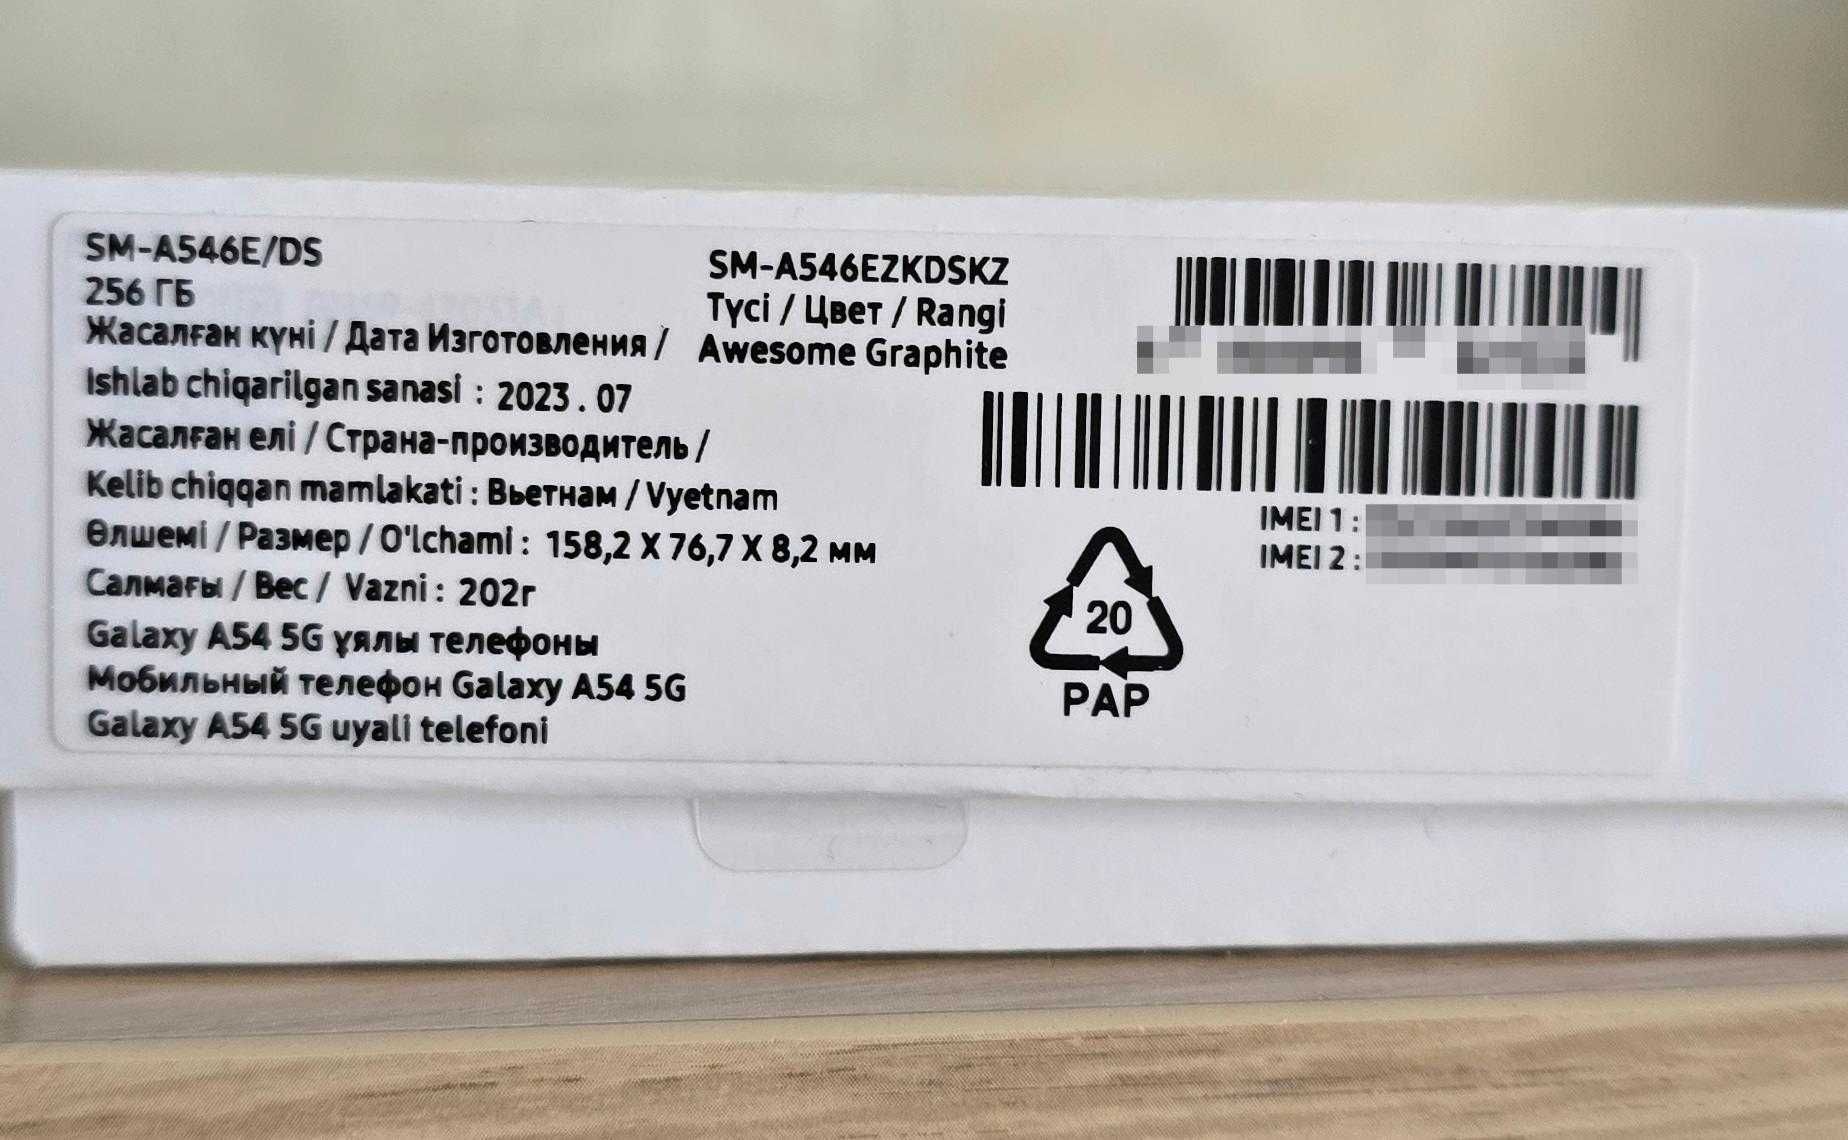 SM-A546E/DS
256 ГБ
Жасалған күні / Дата Изготовления /
Ishlab chiqarilgan sanasi : 2023 . 07
Жасалған елі / Страна-производитель /
Kelib chiqqan mamlakati : Вьетнам / Vyetnam
Өлшемі / Размер / O'lchami : 158,2 X 76,7 X 8,2 мм
Салмағы / Вес / Vazni : 202г
Galaxy A54 5G ұялы телефоны
Мобильный телефон Galaxy A54 5G
Galaxy A54 5G uyali telefoni
SM-A546EZKDSKZ
Түсі / Цвет / Rangi
Awesome Graphite
IMEI 1 :
IMEI 2 :
20
PAP